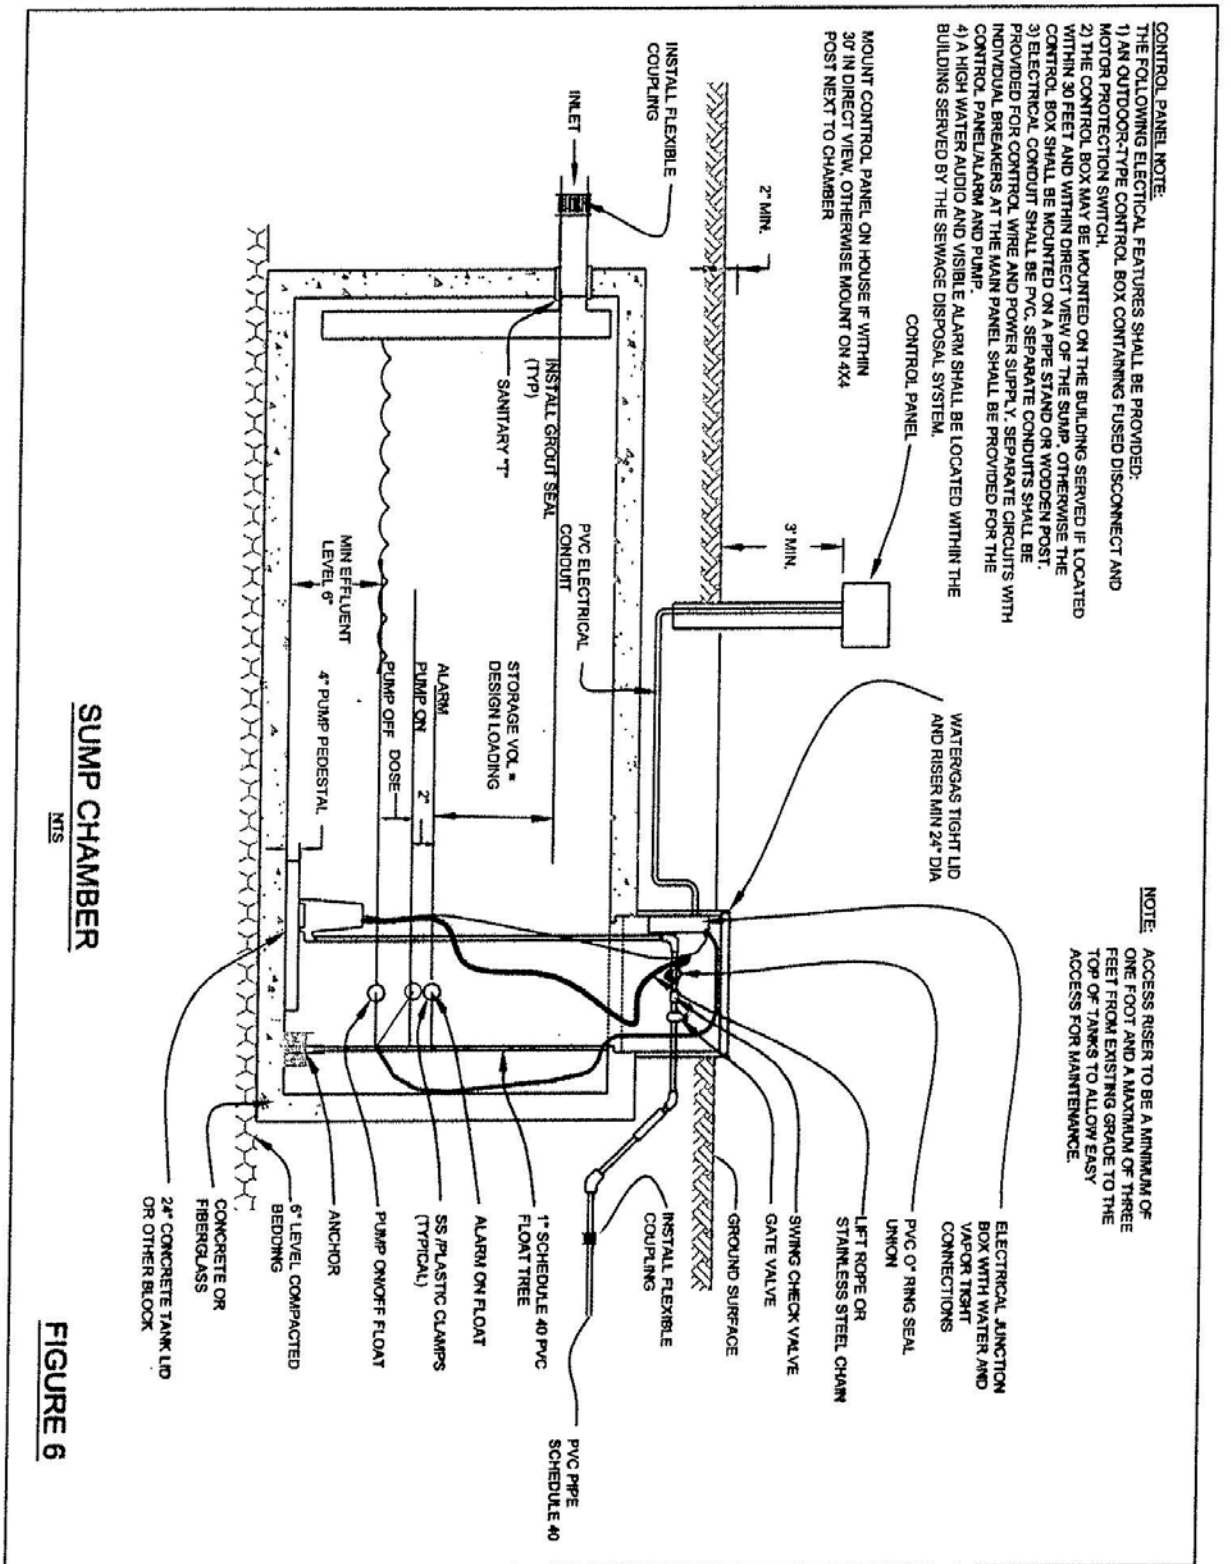 CONTROL PANEL NOTE:
THE FOLLOWING ELECTICAL FEATURES SHALL BE PROVIDED:
1) AN OUTDOOR-TYPE CONTROL BOX CONTAINING FUSED DISCONNECT AND
MOTOR PROTECTION SWITCH.
2) THE CONTROL BOX MAY BE MOUNTED ON THE BUILDING SERVED IF LOCATED
WITHIN 30 FEET AND WITHIN DIRECT VIEW OF THE SUMP. OTHERWISE THE
CONTROL BOX SHALL BE MOUNTED ON A PIPE STAND OR WOODEN POST.
3) ELECTRICAL CONDUIT SHALL BE PVC. SEPARATE CONDUITS SHALL BE
PROVIDED FOR CONTROL WIRE AND POWER SUPPLY. SEPARATE CIRCUITS WITH
INDIVIDUAL BREAKERS AT THE MAIN PANEL SHALL BE PROVIDED FOR THE
CONTROL PANEL/ALARM AND PUMP.
4) A HIGH WATER AUDIO AND VISIBLE ALARM SHALL BE LOCATED WITHIN THE
BUILDING SERVED BY THE SEWAGE DISPOSAL SYSTEM.
NOTE: ACCESS RISER TO BE A MINIMUM OF
ONE FOOT AND A MAXIMUM OF THREE
FEET FROM EXISTING GRADE TO THE
TOP OF TANKS TO ALLOW EASY
ACCESS FOR MAINTENANCE.
MOUNT CONTROL PANEL ON HOUSE IF WITHIN
30' IN DIRECT VIEW, OTHERWISE MOUNT ON 4X4
POST NEXT TO CHAMBER
CONTROL PANEL
WATER/GAS TIGHT LID
AND RISER MIN 24" DIA
ELECTRICAL JUNCTION
BOX WITH WATER AND
VAPOR TIGHT
CONNECTIONS
PVC O" RING SEAL
UNION
LIFT ROPE OR
STAINLESS STEEL CHAIN
SWING CHECK VALVE
GATE VALVE
GROUND SURFACE
INSTALL FLEXIBLE
COUPLING
PVC PIPE
SCHEDULE 40
2" MIN.
3' MIN.
INSTALL FLEXIBLE
COUPLING
INLET
INSTALL GROUT SEAL
(TYP)
SANITARY "T"
PVC ELECTRICAL
CONDUIT
STORAGE VOL =
DESIGN LOADING
ALARM
PUMP ON
2"
PUMP OFF
DOSE
MIN EFFLUENT
LEVEL 6"
4" PUMP PEDESTAL
1" SCHEDULE 40 PVC
FLOAT TREE
ALARM ON FLOAT
SS /PLASTIC CLAMPS
(TYPICAL)
PUMP ON/OFF FLOAT
ANCHOR
6" LEVEL COMPACTED
BEDDING
CONCRETE OR
FIBERGLASS
24" CONCRETE TANK LID
OR OTHER BLOCK
SUMP CHAMBER
NTS
FIGURE 6